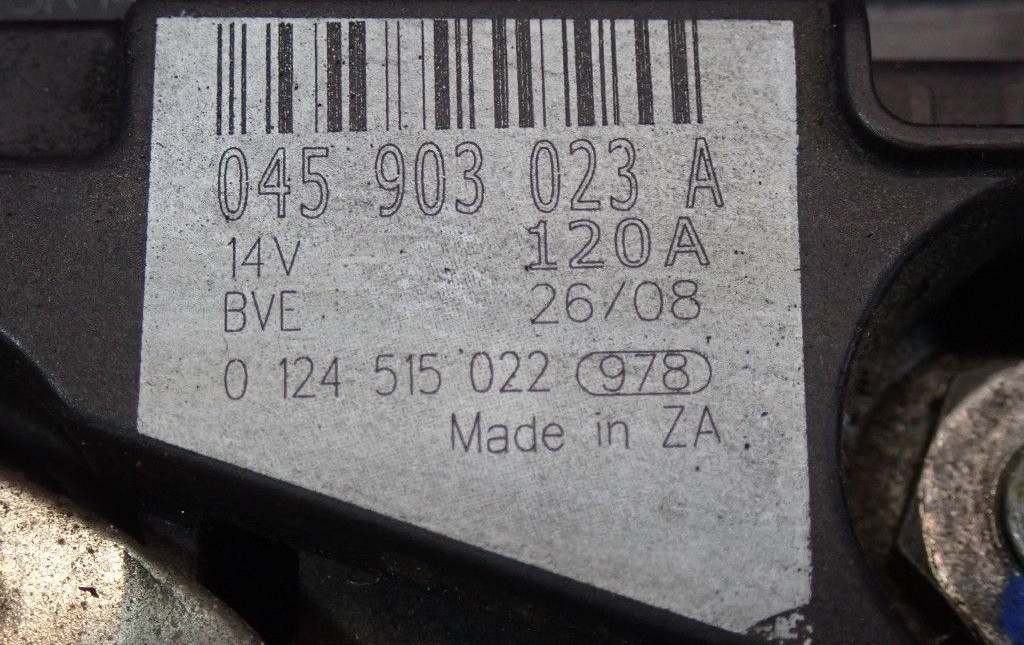 045 903 023 A
14V 120A
BVE 26/08
0 124 515 022 978
Made in ZA